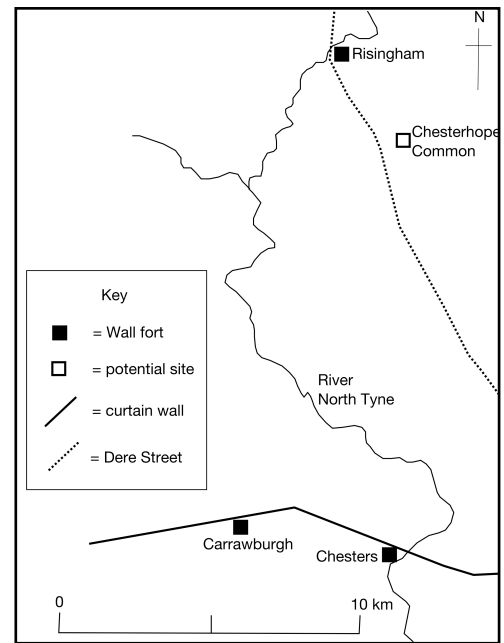 N
Risingham
Chesterhope
Common
Key
= Wall fort
= potential site
= curtain wall
= Dere Street
River
North Tyne
Carrawburgh
Chesters
0
10 km